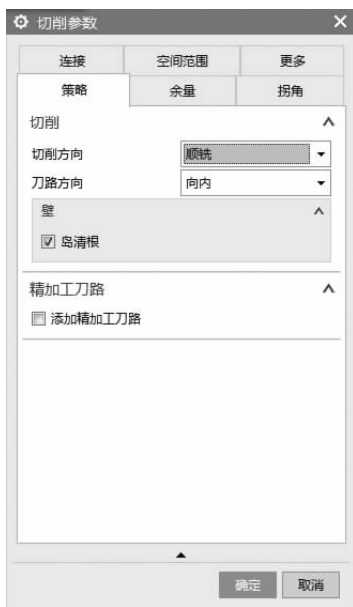 切削参数
连接 空间范围 更多
策略 余量 拐角
切削
切削方向 顺铣
刀路方向 向内
壁
岛清根
精加工刀路
添加精加工刀路
确定 取消